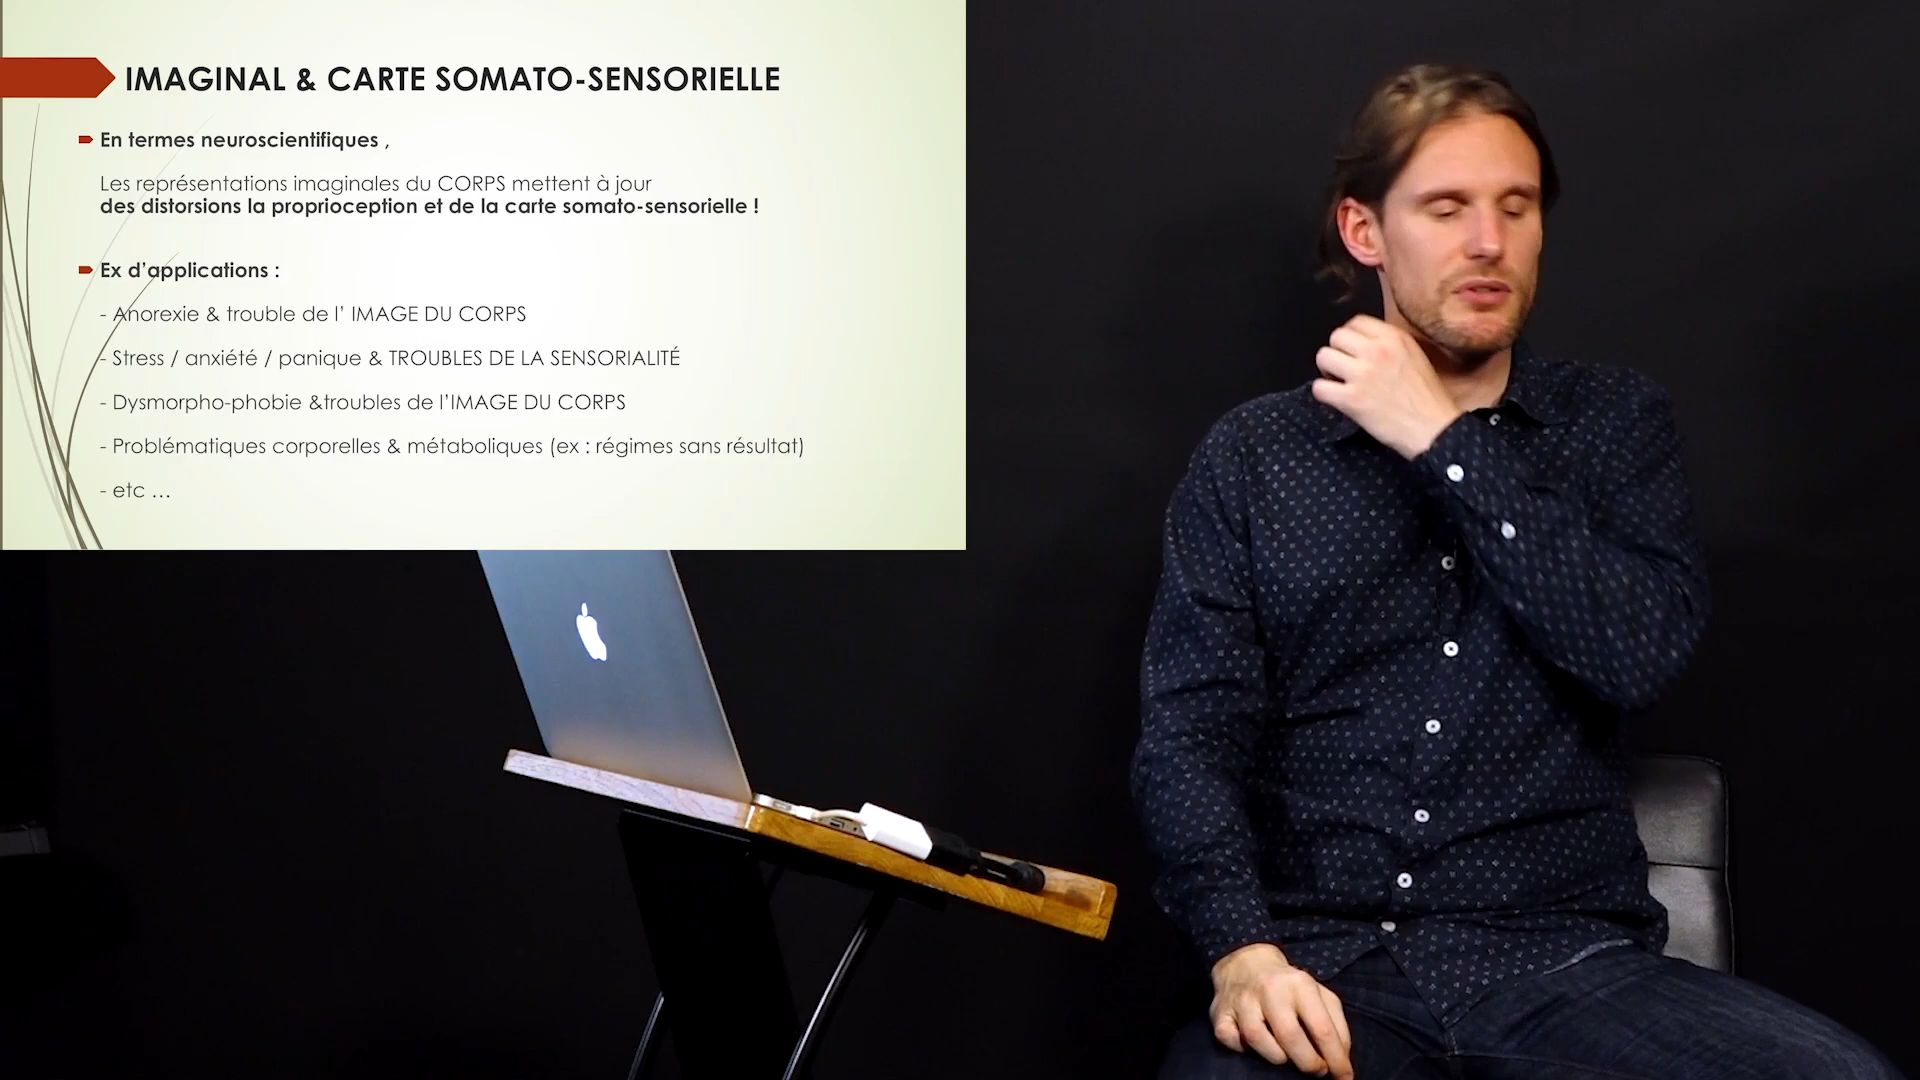 IMAGINAL & CARTE SOMATO-SENSORIELLE
En termes neuroscientifiques ,
Les représentations imaginales du CORPS mettent à jour
des distorsions la proprioception et de la carte somato-sensorielle !
Ex d’applications :
- Anorexie & trouble de l’ IMAGE DU CORPS
- Stress / anxiété / panique & TROUBLES DE LA SENSORIALITÉ
- Dysmorpho-phobie &troubles de l’IMAGE DU CORPS
- Problématiques corporelles & métaboliques (ex : régimes sans résultat)
- etc …